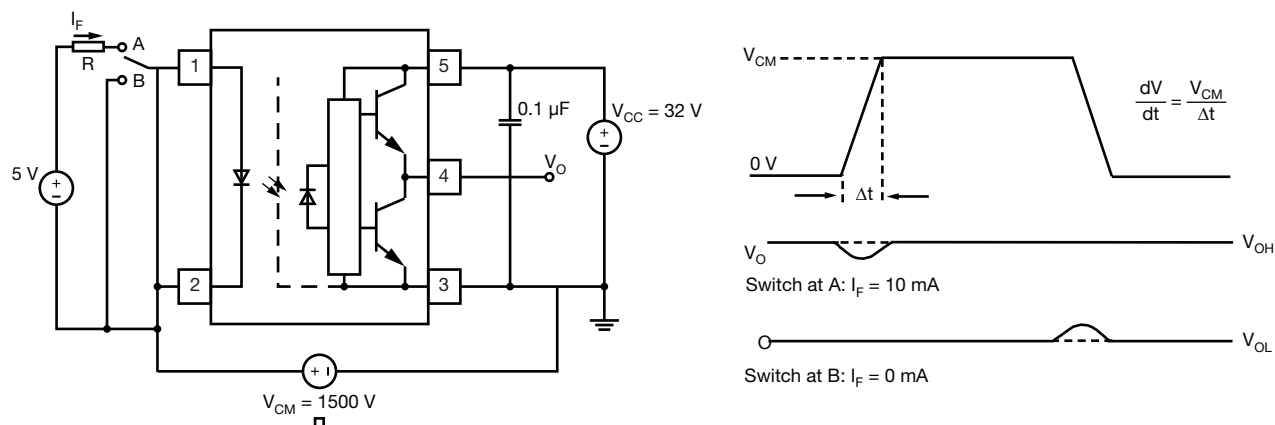 I_F
R
A
B
5 V
+
−
1
2
5
4
3
0.1 µF
V_CC = 32 V
+
−
V_O
+ I
V_CM = 1500 V
V_CM
0 V
Δt
dV/dt = V_CM/Δt
V_O
V_OH
Switch at A: I_F = 10 mA
O
V_OL
Switch at B: I_F = 0 mA